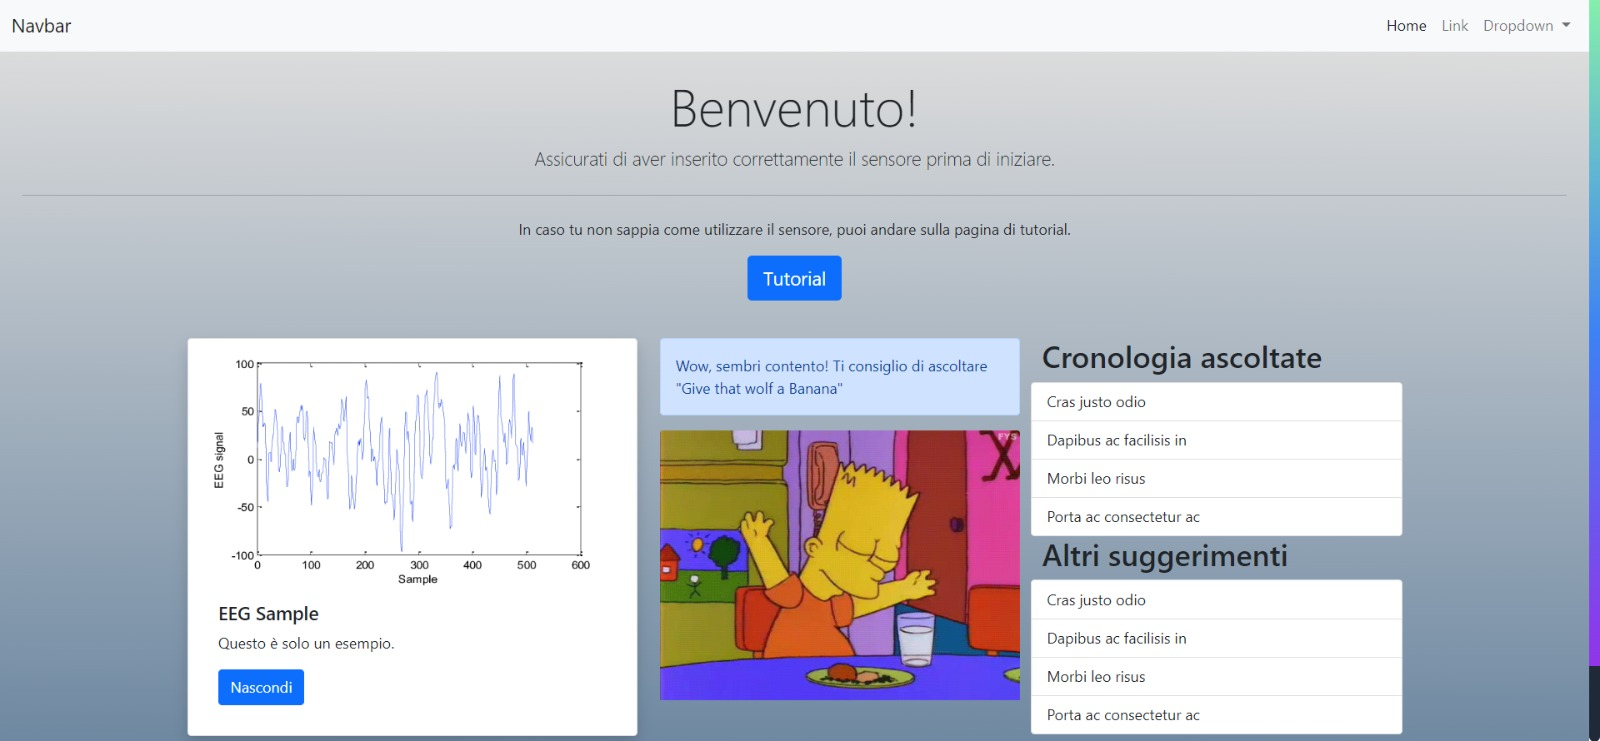 Navbar
Home Link Dropdown
Benvenuto!
Assicurati di aver inserito correttamente il sensore prima di iniziare.
In caso tu non sappia come utilizzare il sensore, puoi andare sulla pagina di tutorial.
Tutorial
100
50
0
-50
-100
EEG signal
0 100 200 300 400 500 600
Sample
EEG Sample
Questo è solo un esempio.
Nascondi
Wow, sembri contento! Ti consiglio di ascoltare
"Give that wolf a Banana"
FYS
Cronologia ascoltate
Cras justo odio
Dapibus ac facilisis in
Morbi leo risus
Porta ac consectetur ac
Altri suggerimenti
Cras justo odio
Dapibus ac facilisis in
Morbi leo risus
Porta ac consectetur ac